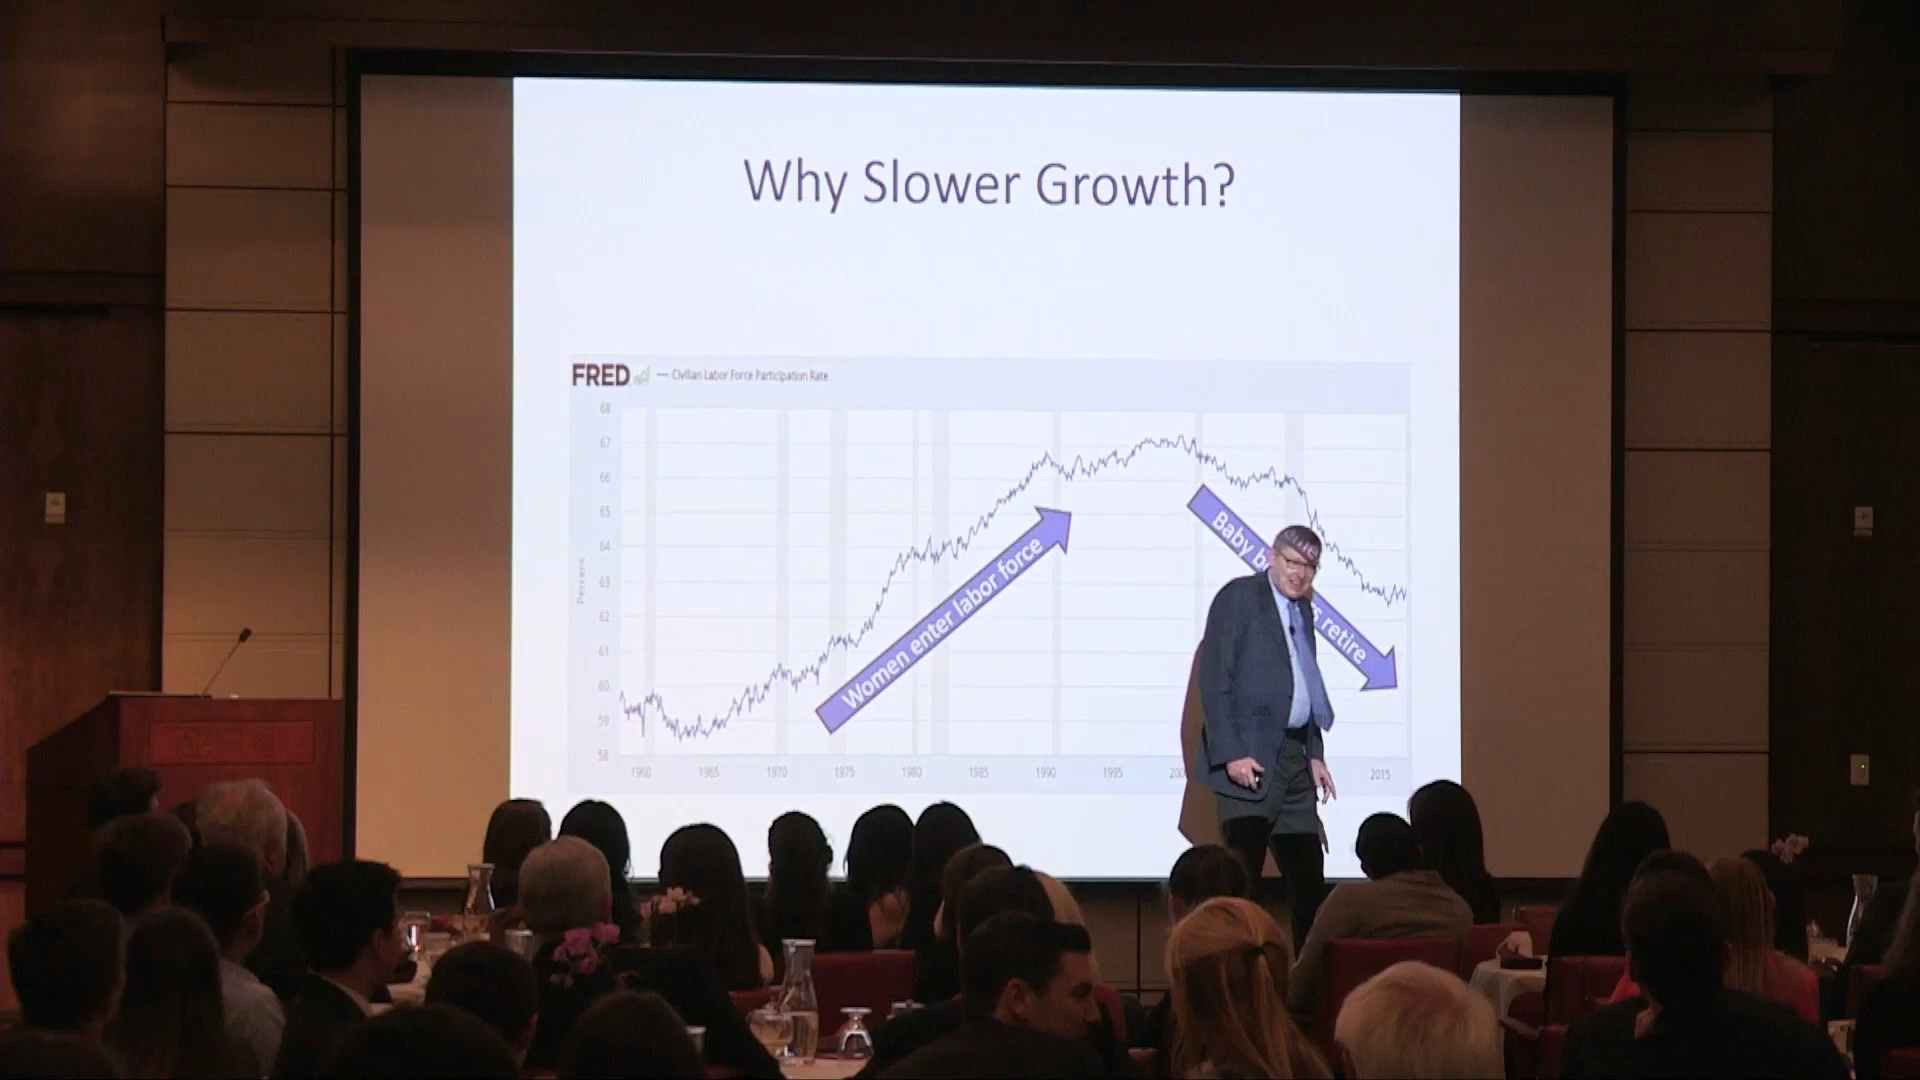 Why Slower Growth?
FRED — Civilian Labor Force Participation Rate
68
67
66
65
64
63
62
61
60
59
58
Percent
Women enter labor force
Baby retire
1960 1965 1970 1975 1980 1985 1990 1995 2015